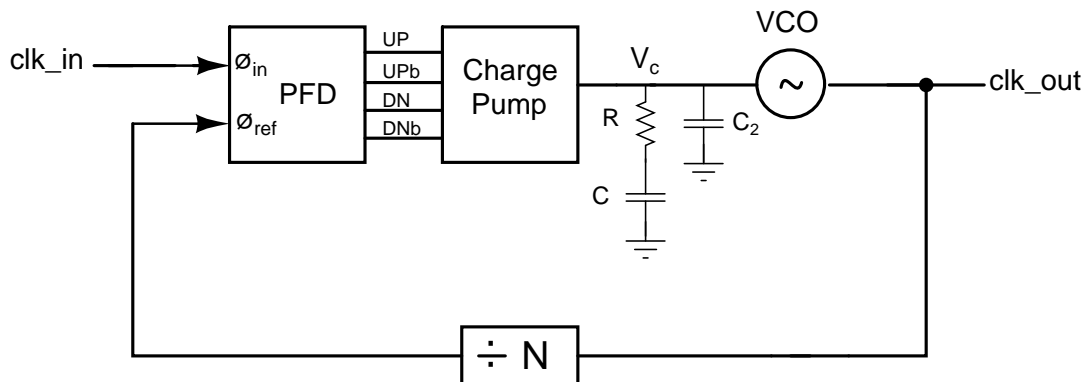 VCO
clk_in
øin
øref
PFD
UP
UPb
DN
DNb
Charge
Pump
Vc
R
C
C2
~
clk_out
÷ N